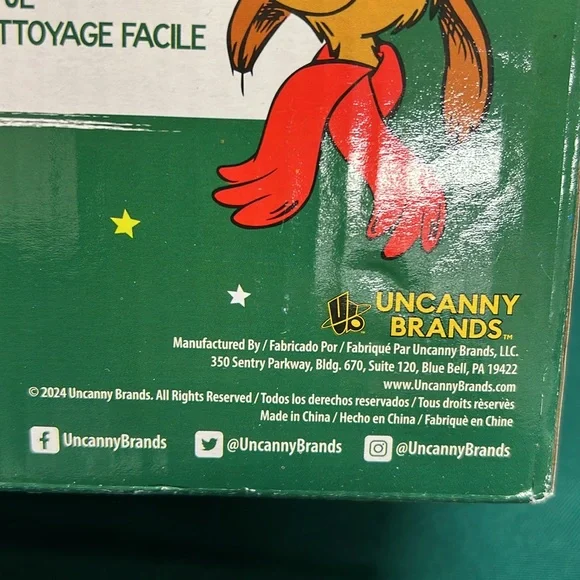 TTOYAGE FACILE
UNCANNY
BRANDS™
Manufactured By / Fabricado Por / Fabriqué Par Uncanny Brands, LLC.
350 Sentry Parkway, Bldg. 670, Suite 120, Blue Bell, PA 19422
www.UncannyBrands.com
© 2024 Uncanny Brands. All Rights Reserved / Todos los derechos reservados / Tous droits rèservès
Made in China / Hecho en China / Fabriqué en Chine
UncannyBrands @UncannyBrands @UncannyBrands